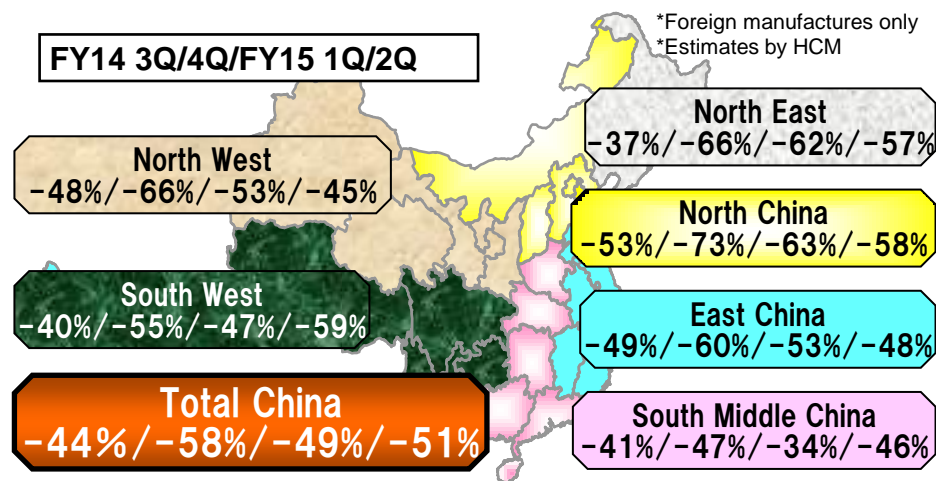 *Foreign manufactures only
*Estimates by HCM
FY14 3Q/4Q/FY15 1Q/2Q
North East
-37%/-66%/-62%/-57%
North West
-48%/-66%/-53%/-45%
North China
-53%/-73%/-63%/-58%
South West
-40%/-55%/-47%/-59%
East China
-49%/-60%/-53%/-48%
Total China
-44%/-58%/-49%/-51%
South Middle China
-41%/-47%/-34%/-46%